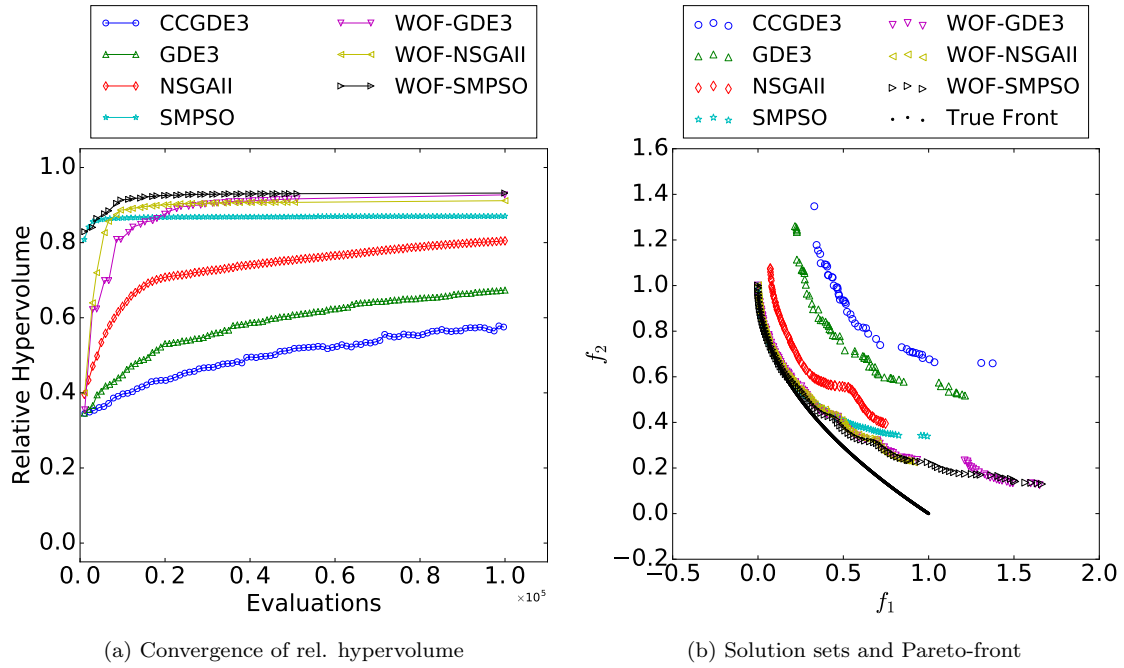 CCGDE3
GDE3
NSGAII
SMPSO
WOF-GDE3
WOF-NSGAII
WOF-SMPSO
1.0
0.8
0.6
0.4
0.2
0.0
Relative Hypervolume
0.0 0.2 0.4 0.6 0.8 1.0
×10⁵
Evaluations
(a) Convergence of rel. hypervolume
CCGDE3
GDE3
NSGAII
SMPSO
WOF-GDE3
WOF-NSGAII
WOF-SMPSO
True Front
1.6
1.4
1.2
1.0
0.8
0.6
0.4
0.2
0.0
−0.2
f₂
−0.5 0.0 0.5 1.0 1.5 2.0
f₁
(b) Solution sets and Pareto-front